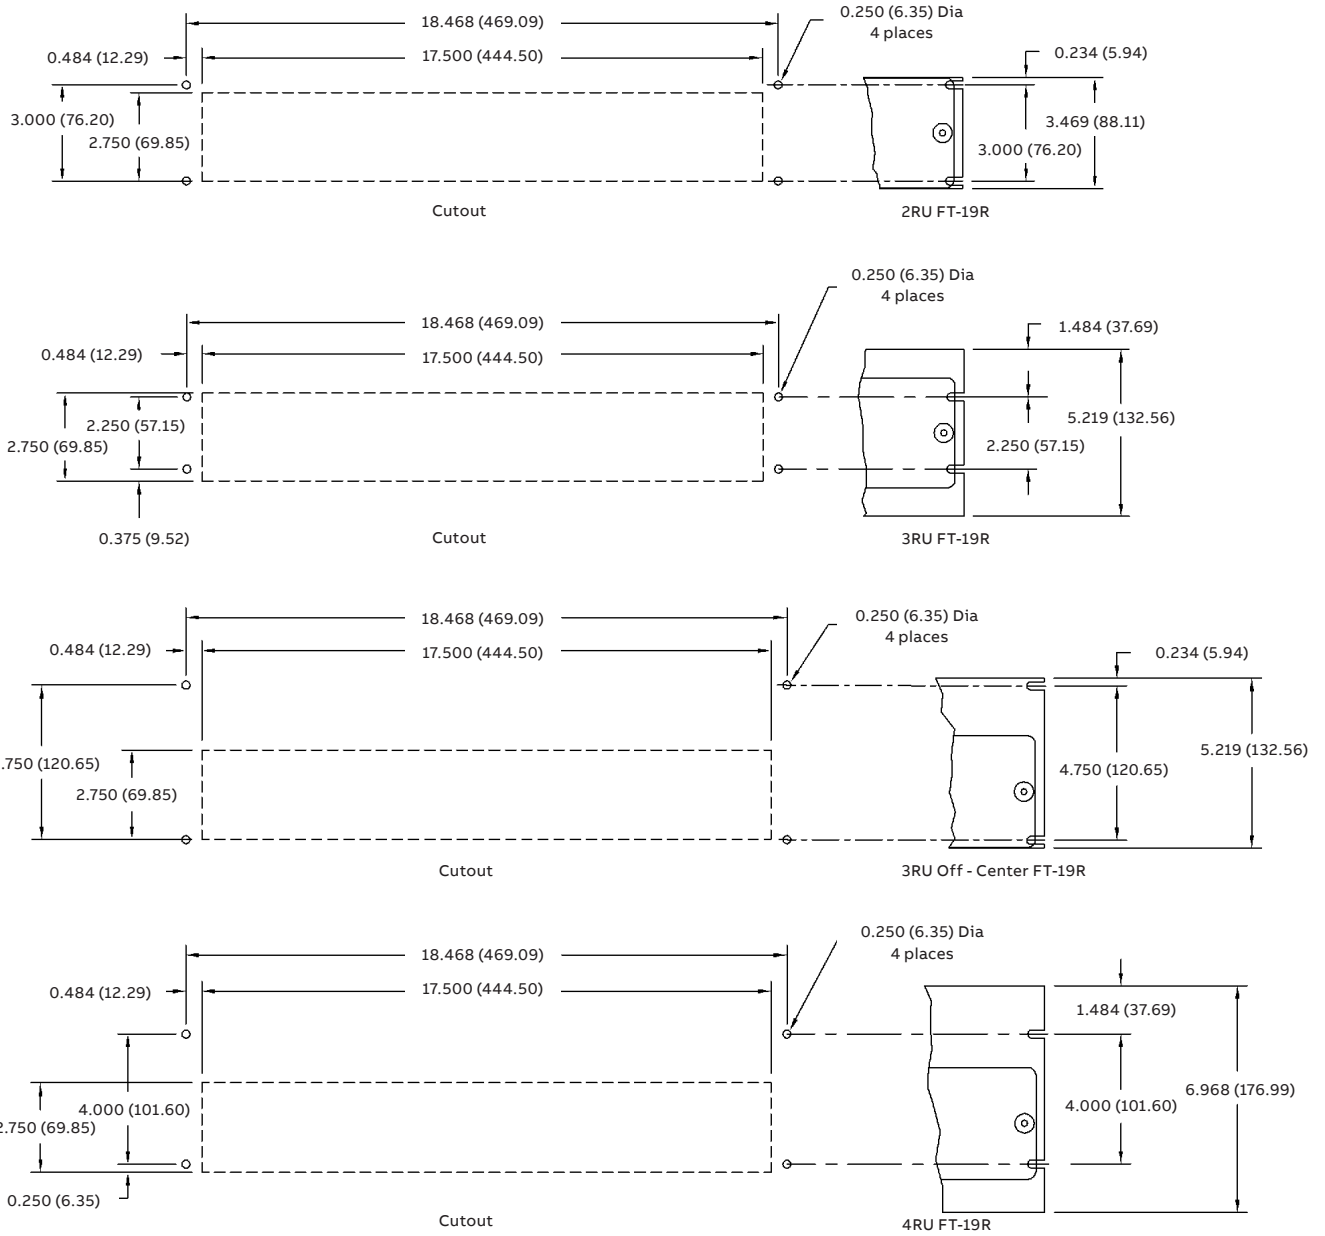 18.468 (469.09)
0.250 (6.35) Dia
4 places
0.484 (12.29)
17.500 (444.50)
0.234 (5.94)
3.000 (76.20)
2.750 (69.85)
3.469 (88.11)
3.000 (76.20)
Cutout
2RU FT-19R
0.250 (6.35) Dia
4 places
18.468 (469.09)
1.484 (37.69)
0.484 (12.29)
17.500 (444.50)
2.250 (57.15)
2.750 (69.85)
5.219 (132.56)
2.250 (57.15)
0.375 (9.52)
Cutout
3RU FT-19R
18.468 (469.09)
0.250 (6.35) Dia
4 places
0.484 (12.29)
17.500 (444.50)
0.234 (5.94)
.750 (120.65)
2.750 (69.85)
4.750 (120.65)
5.219 (132.56)
Cutout
3RU Off - Center FT-19R
0.250 (6.35) Dia
4 places
18.468 (469.09)
0.484 (12.29)
17.500 (444.50)
1.484 (37.69)
4.000 (101.60)
2.750 (69.85)
4.000 (101.60)
6.968 (176.99)
0.250 (6.35)
Cutout
4RU FT-19R